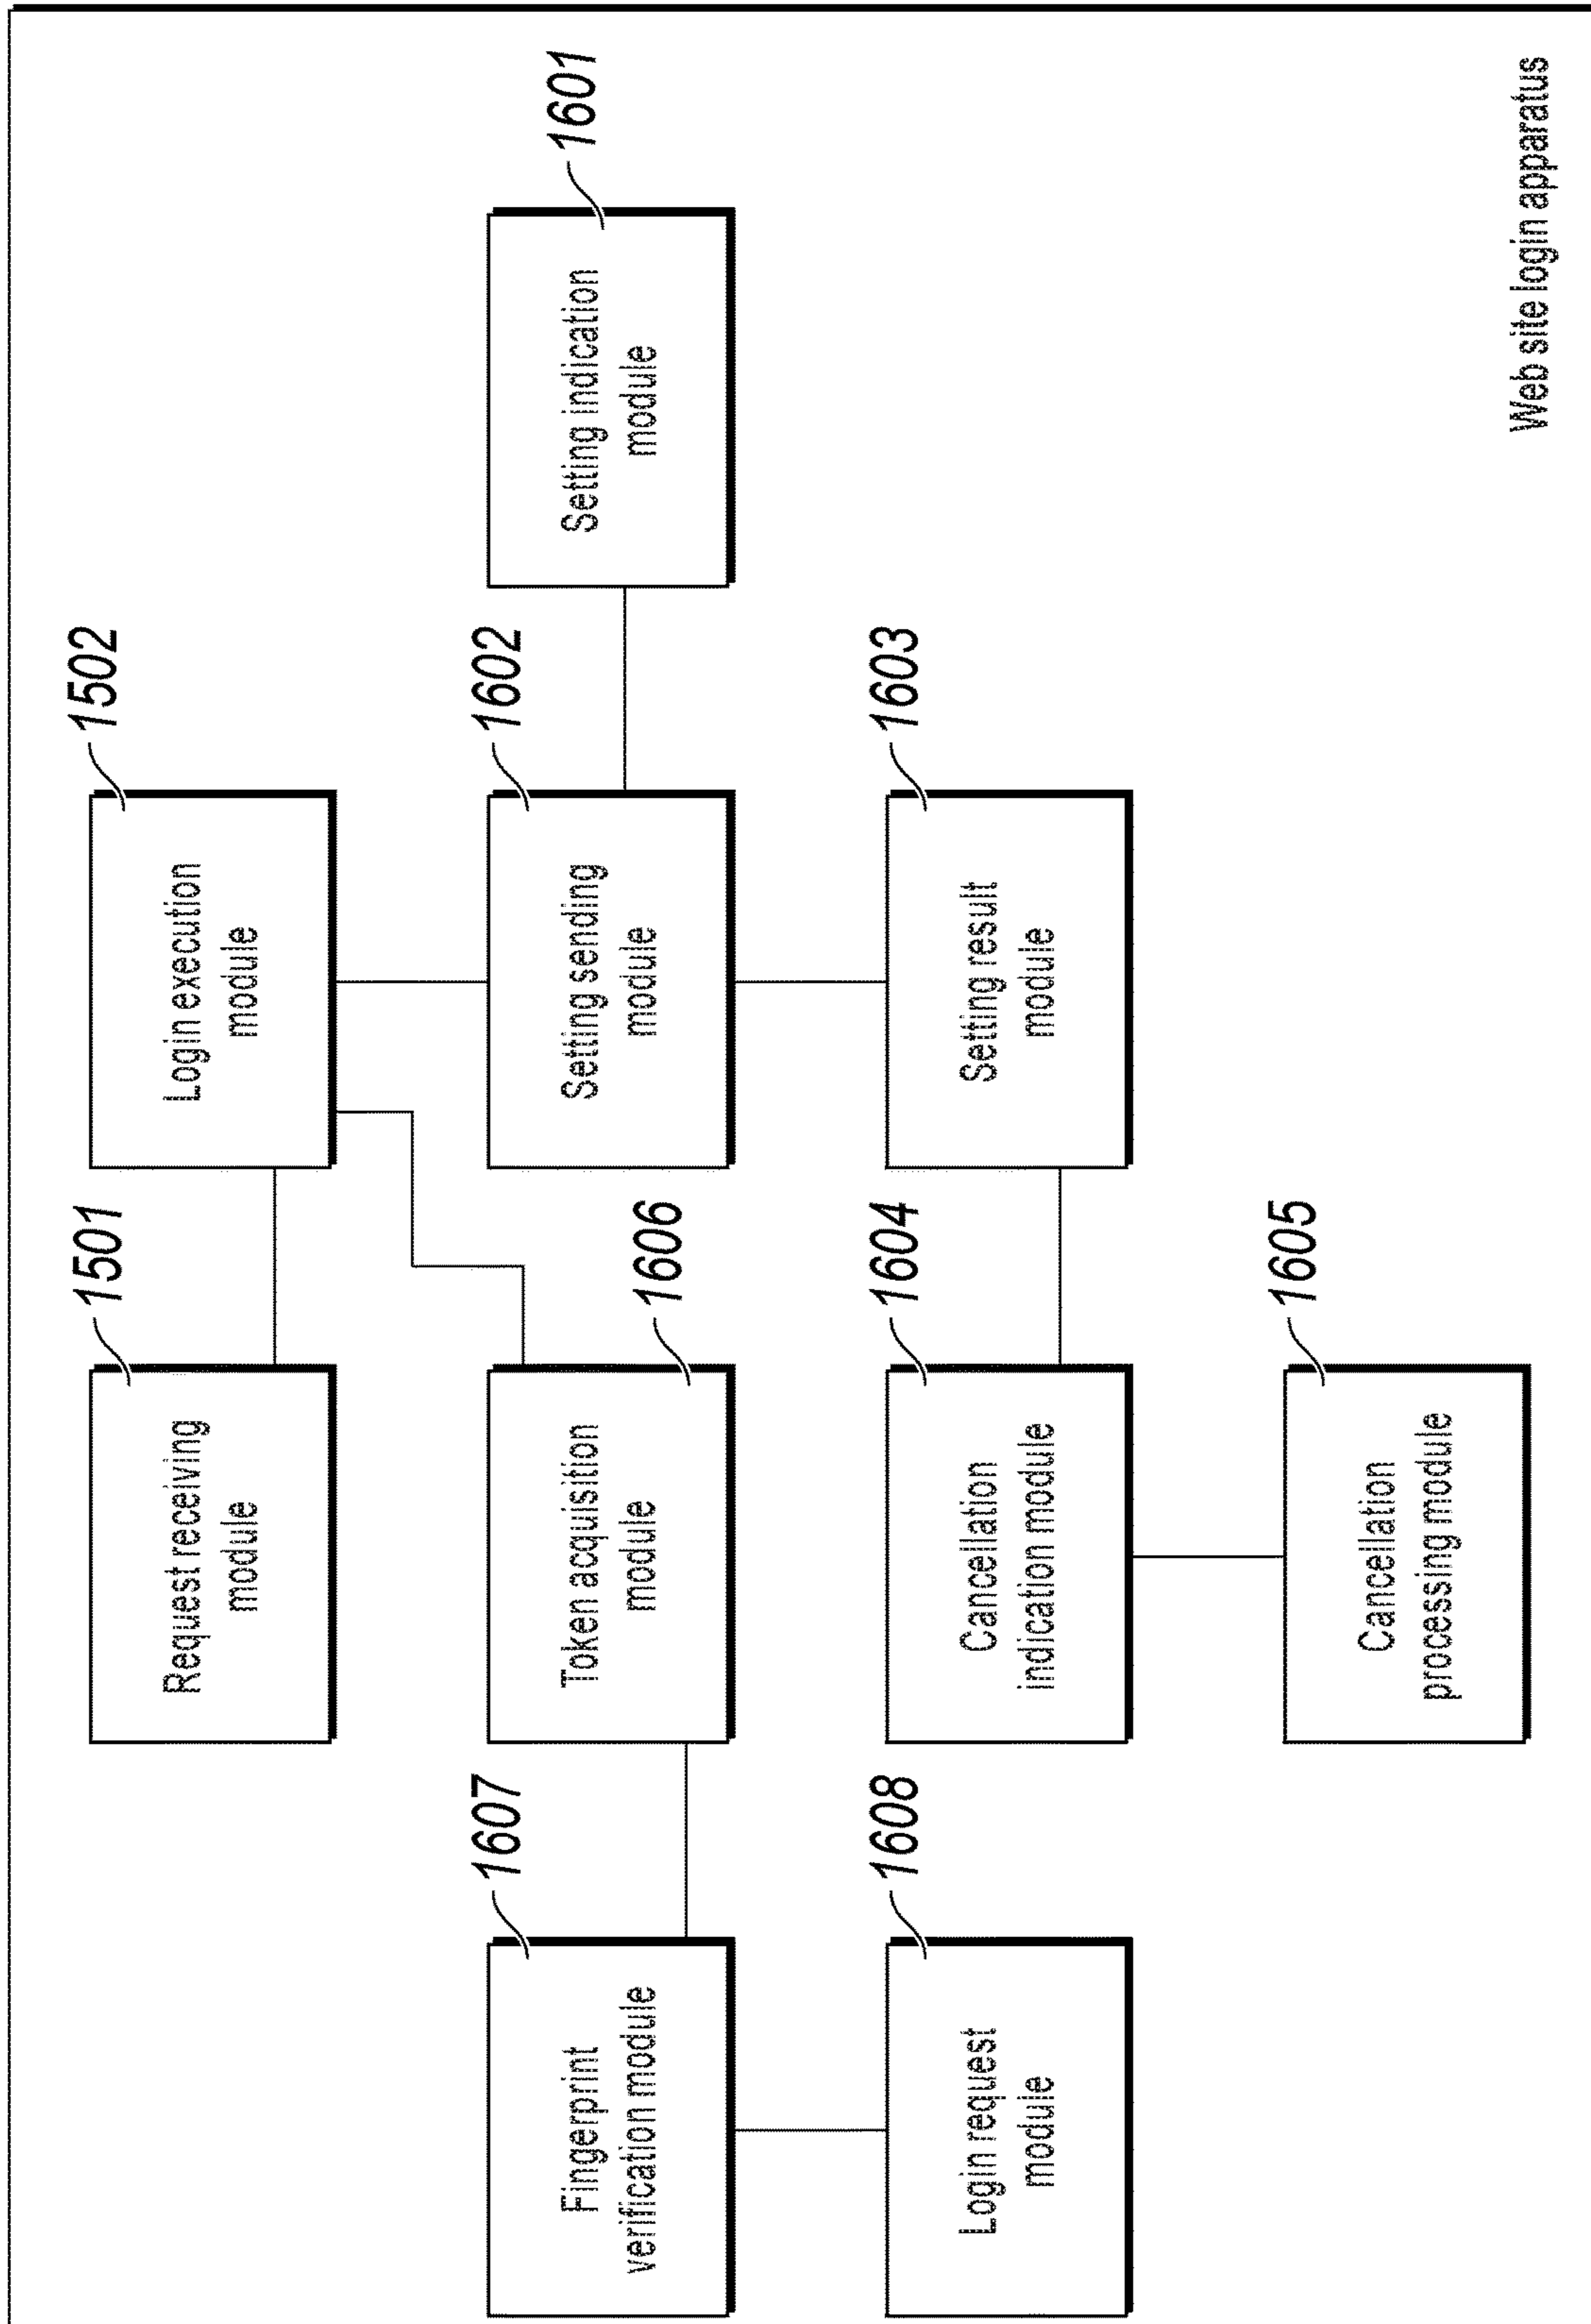 1501
Request receiving
module
1502
Login execution
module
1607
Fingerprint
verification module
1606
Token acquisition
module
1602
Setting sending
module
1601
Setting indication
module
1608
Login request
module
1604
Cancellation
indication module
1603
Setting result
module
1605
Cancellation
processing module
Web site login apparatus